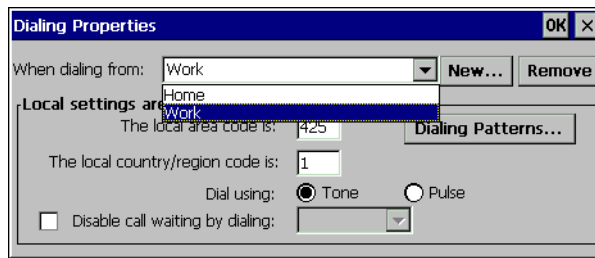 Dialing Properties OK ×
When dialing from: Work New... Remove
Home
Local settings are
Work
The local area code is: 425 Dialing Patterns...
The local country/region code is: 1
Dial using: Tone Pulse
Disable call waiting by dialing: